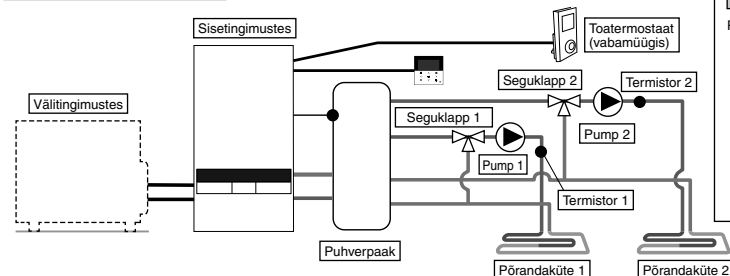 Sisetingimustes
Toatermostaat
(vabamüügis)
Välitingimustes
Seguklapp 2
Termistor 2
Seguklapp 1
Pump 2
Pump 1
Termistor 1
Puhverpaak
Põrandaküte 1
Põrandaküte 2